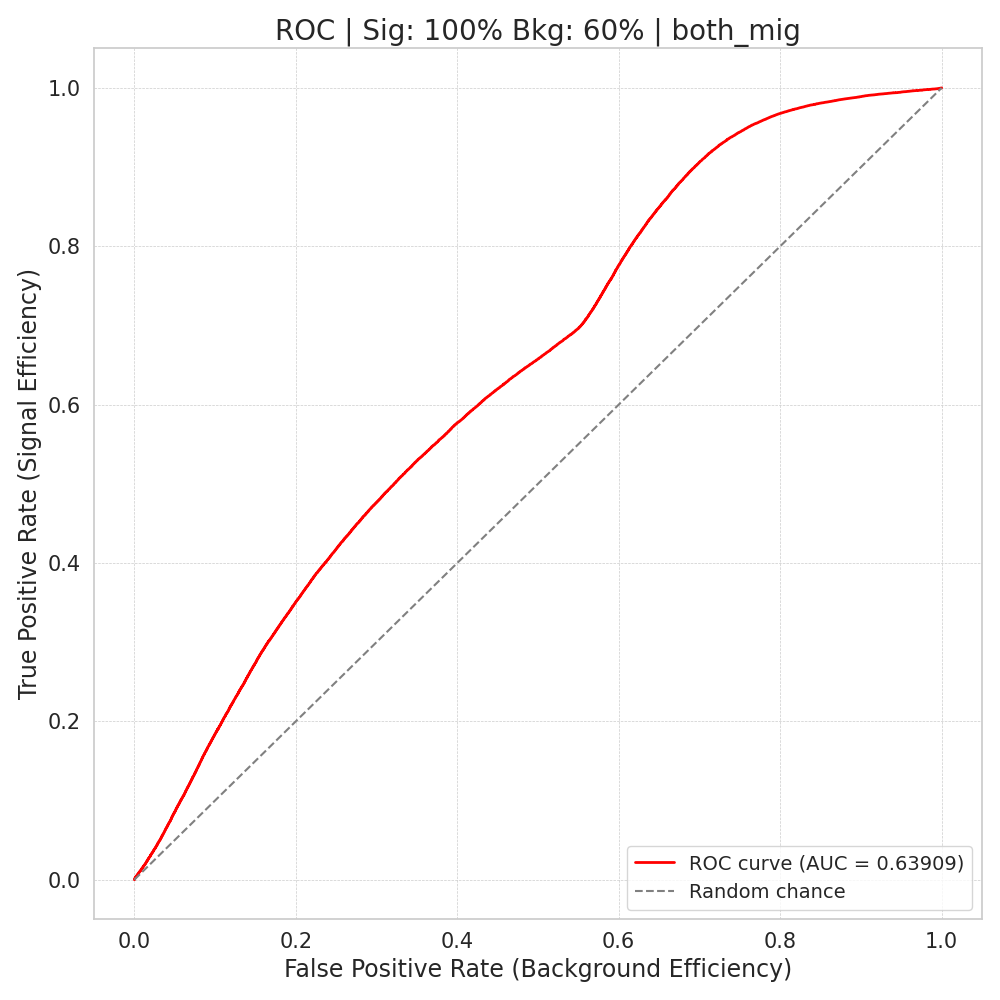 ROC | Sig: 100% Bkg: 60% | both_mig
True Positive Rate (Signal Efficiency)
1.0
0.8
0.6
0.4
0.2
0.0
0.0 0.2 0.4 0.6 0.8 1.0
False Positive Rate (Background Efficiency)
ROC curve (AUC = 0.63909)
Random chance